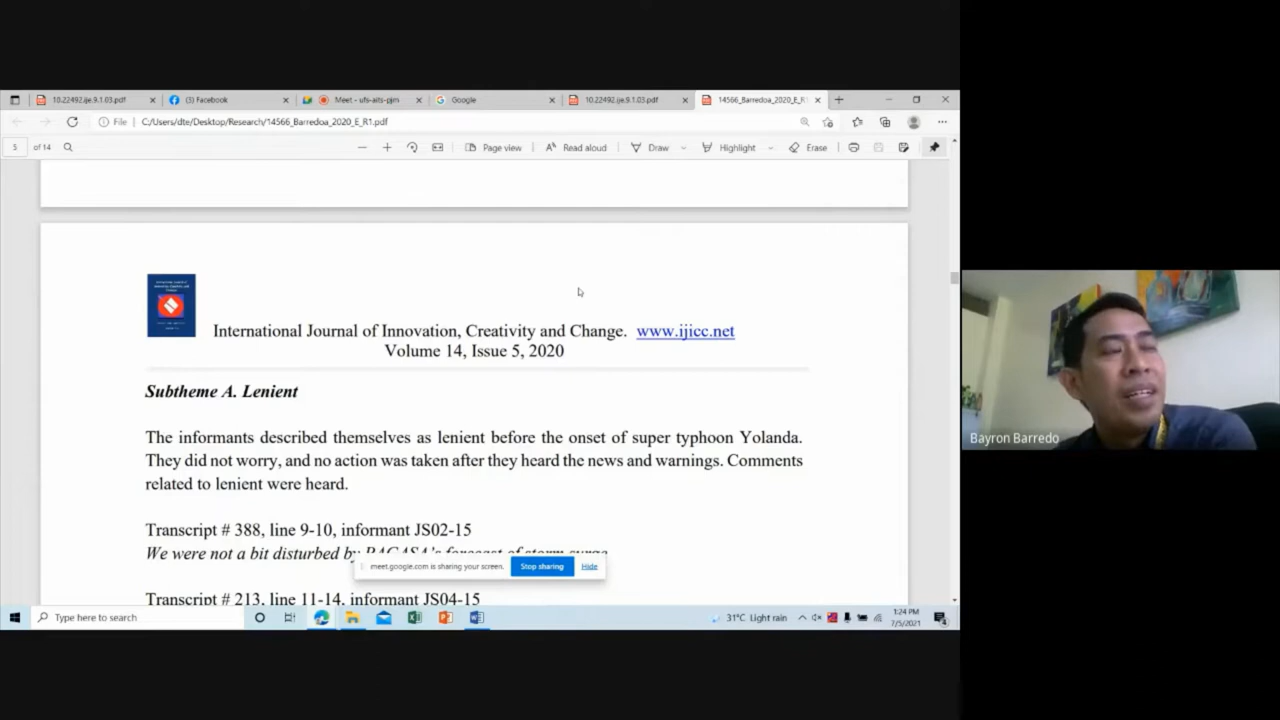 10.22492.ije.9.1.03.pdf
(3) Facebook
Meet - ufs-aits-pjm
Google
10.22492.ije.9.1.03.pdf
14566_Barredoa_2020_E_R1.
File
C:/Users/dte/Desktop/Research/14566_Barredoa_2020_E_R1.pdf
5 of 14
Page view
Read aloud
Draw
Highlight
Erase
International Journal of Innovation, Creativity and Change. www.ijicc.net
Volume 14, Issue 5, 2020
Subtheme A. Lenient
The informants described themselves as lenient before the onset of super typhoon Yolanda.
They did not worry, and no action was taken after they heard the news and warnings. Comments
related to lenient were heard.
Transcript # 388, line 9-10, informant JS02-15
We were not a bit disturbed by PAGASA's forecast of storm surge
meet.google.com is sharing your screen.
Stop sharing
Hide
Transcript # 213, line 11-14, informant JS04-15
Type here to search
31°C Light rain
1:24 PM
7/5/2021
Bayron Barredo